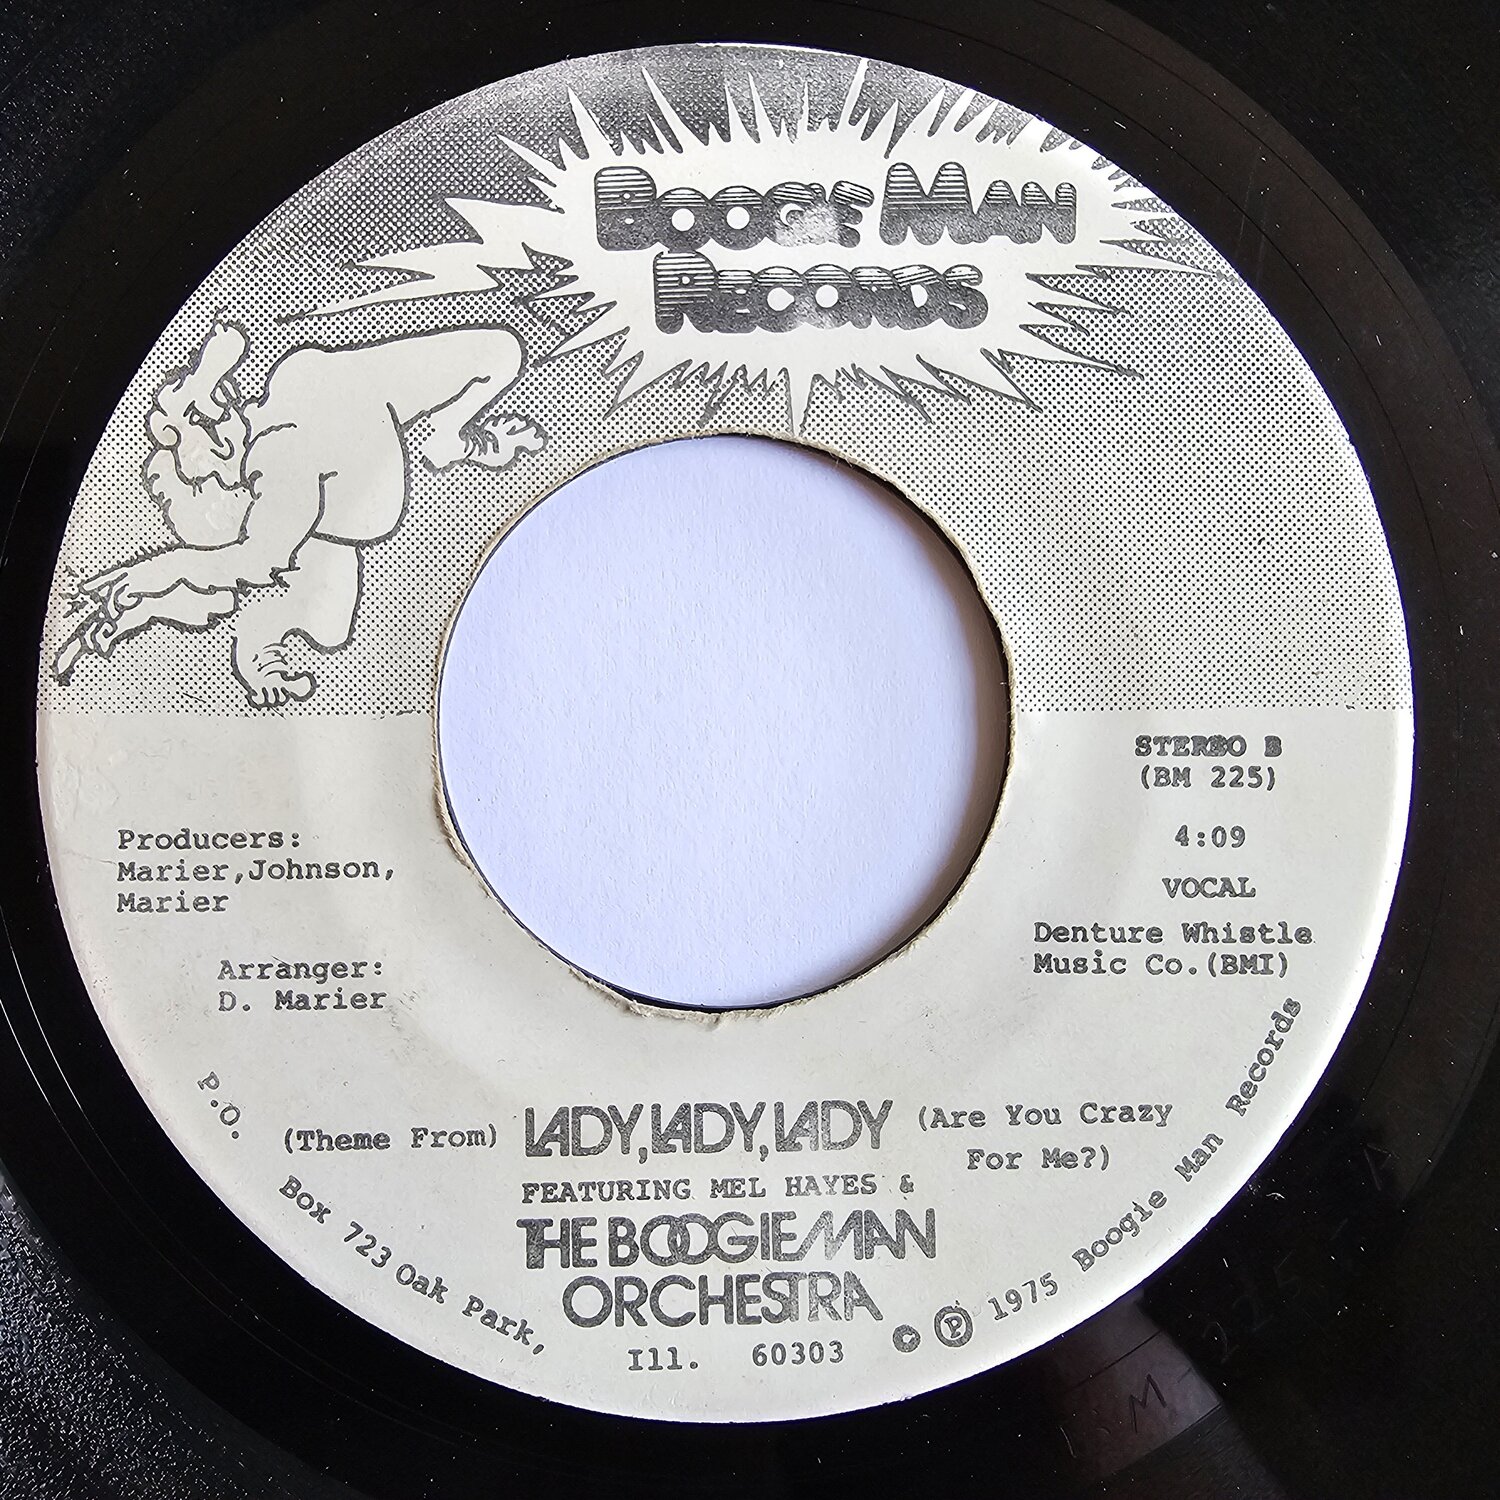 BOOGIE MAN
RECORDS
STEREO B
(BM 225)
4:09
VOCAL
Denture Whistle
Music Co.(BMI)
Producers:
Marier,Johnson,
Marier
Arranger:
D. Marier
(Theme From) LADY,LADY,LADY (Are You Crazy
For Me?)
FEATURING MEL HAYES &
THE BOOGIE MAN
ORCHESTRA
P.O. Box 723 Oak Park, Ill. 60303 © ℗ 1975 Boogie Man Records